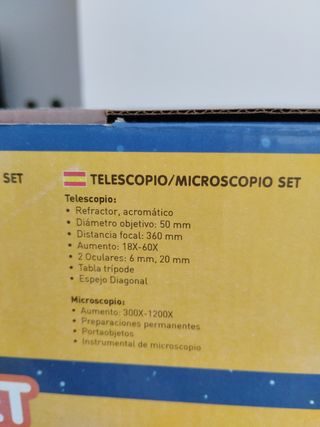 SET
TELESCOPIO/MICROSCOPIO SET
Telescopio:
• Refractor, acromático
• Diámetro objetivo: 50 mm
• Distancia focal: 360 mm
• Aumento: 18X-60X
• 2 Oculares: 6 mm, 20 mm
• Tabla trípode
• Espejo Diagonal
Microscopio:
• Aumento: 300X-1200X
• Preparaciones permanentes
• Portaobjetos
• Instrumental de microscopio